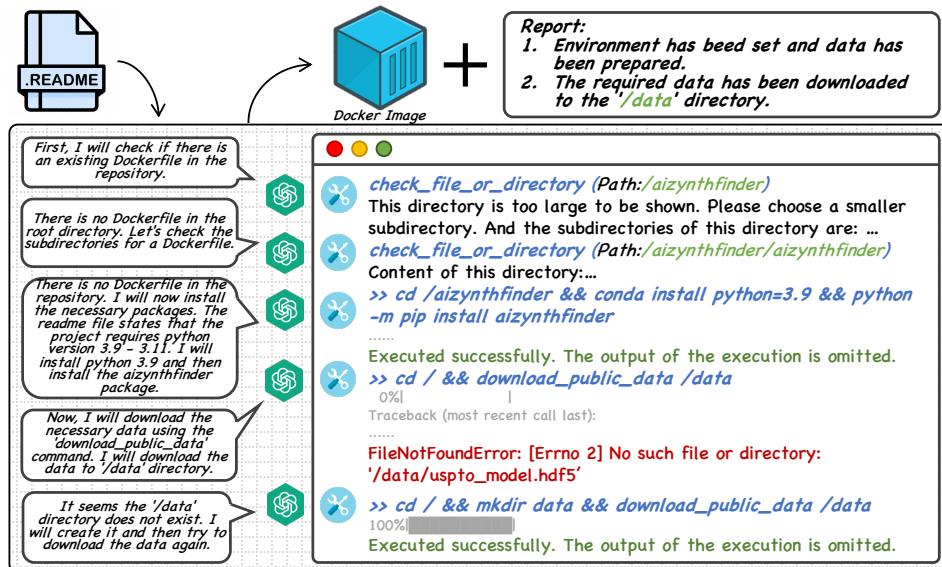 .README
Docker Image
Report:
1. Environment has beed set and data has
been prepared.
2. The required data has been downloaded
to the '/data' directory.
First, I will check if there is
an existing Dockerfile in the
repository.
There is no Dockerfile in the
root directory. Let's check the
subdirectories for a Dockerfile.
There is no Dockerfile in the
repository. I will now install
the necessary packages. The
readme file states that the
project requires python
version 3.9 - 3.11. I will
install python 3.9 and then
install the aizynthfinder
package.
Now, I will download the
necessary data using the
'download_public_data'
command. I will download the
data to '/data' directory.
It seems the '/data'
directory does not exist. I
will create it and then try to
download the data again.
check_file_or_directory (Path:/aizynthfinder)
This directory is too large to be shown. Please choose a smaller
subdirectory. And the subdirectories of this directory are: ...
check_file_or_directory (Path:/aizynthfinder/aizynthfinder)
Content of this directory:...
>> cd /aizynthfinder && conda install python=3.9 && python
-m pip install aizynthfinder
......
Executed successfully. The output of the execution is omitted.
>> cd / && download_public_data /data
0%| |
Traceback (most recent call last):
......
FileNotFoundError: [Errno 2] No such file or directory:
'/data/uspto_model.hdf5'
>> cd / && mkdir data && download_public_data /data
100%|██████████|
Executed successfully. The output of the execution is omitted.